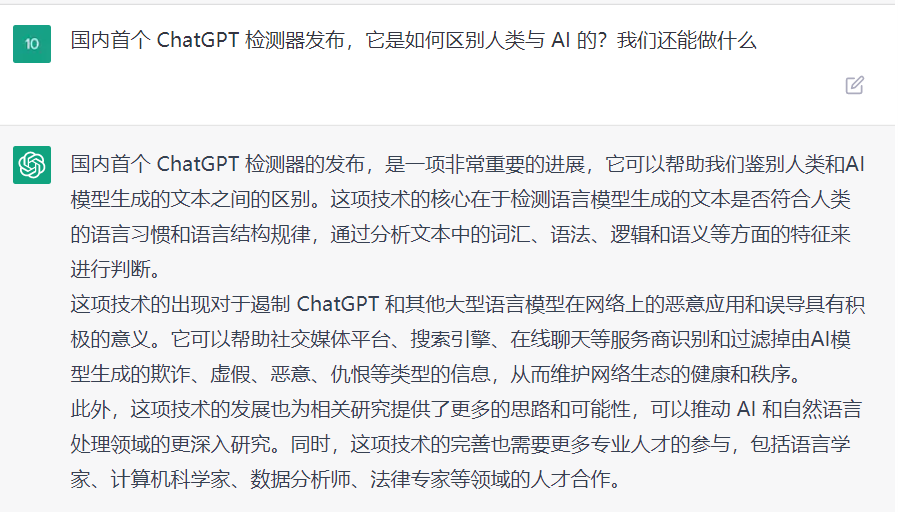 10
国内首个 ChatGPT 检测器发布，它是如何区别人类与 AI 的？我们还能做什么
国内首个 ChatGPT 检测器的发布，是一项非常重要的进展，它可以帮助我们鉴别人类和AI
模型生成的文本之间的区别。这项技术的核心在于检测语言模型生成的文本是否符合人类
的语言习惯和语言结构规律，通过分析文本中的词汇、语法、逻辑和语义等方面的特征来
进行判断。
这项技术的出现对于遏制 ChatGPT 和其他大型语言模型在网络上的恶意应用和误导具有积
极的意义。它可以帮助社交媒体平台、搜索引擎、在线聊天等服务商识别和过滤掉由AI模
型生成的欺诈、虚假、恶意、仇恨等类型的信息，从而维护网络生态的健康和秩序。
此外，这项技术的发展也为相关研究提供了更多的思路和可能性，可以推动 AI 和自然语言
处理领域的更深入研究。同时，这项技术的完善也需要更多专业人才的参与，包括语言学
家、计算机科学家、数据分析师、法律专家等领域的人才合作。